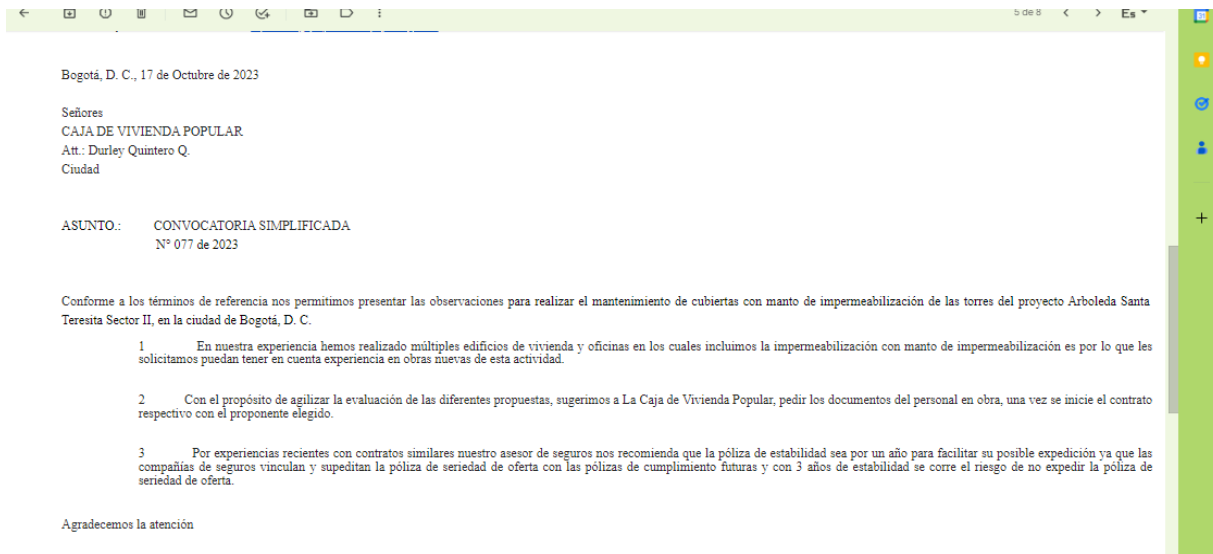 5 de 8
Es
Bogotá, D. C., 17 de Octubre de 2023
Señores
CAJA DE VIVIENDA POPULAR
Att.: Durley Quintero Q.
Ciudad
ASUNTO.: CONVOCATORIA SIMPLIFICADA
N° 077 de 2023
Conforme a los términos de referencia nos permitimos presentar las observaciones para realizar el mantenimiento de cubiertas con manto de impermeabilización de las torres del proyecto Arboleda Santa
Teresita Sector II, en la ciudad de Bogotá, D. C.
1 En nuestra experiencia hemos realizado múltiples edificios de vivienda y oficinas en los cuales incluimos la impermeabilización con manto de impermeabilización es por lo que les
solicitamos puedan tener en cuenta experiencia en obras nuevas de esta actividad.
2 Con el propósito de agilizar la evaluación de las diferentes propuestas, sugerimos a La Caja de Vivienda Popular, pedir los documentos del personal en obra, una vez se inicie el contrato
respectivo con el proponente elegido.
3 Por experiencias recientes con contratos similares nuestro asesor de seguros nos recomienda que la póliza de estabilidad sea por un año para facilitar su posible expedición ya que las
compañías de seguros vinculan y supeditan la póliza de seriedad de oferta con las pólizas de cumplimiento futuras y con 3 años de estabilidad se corre el riesgo de no expedir la póliza de
seriedad de oferta.
Agradecemos la atención